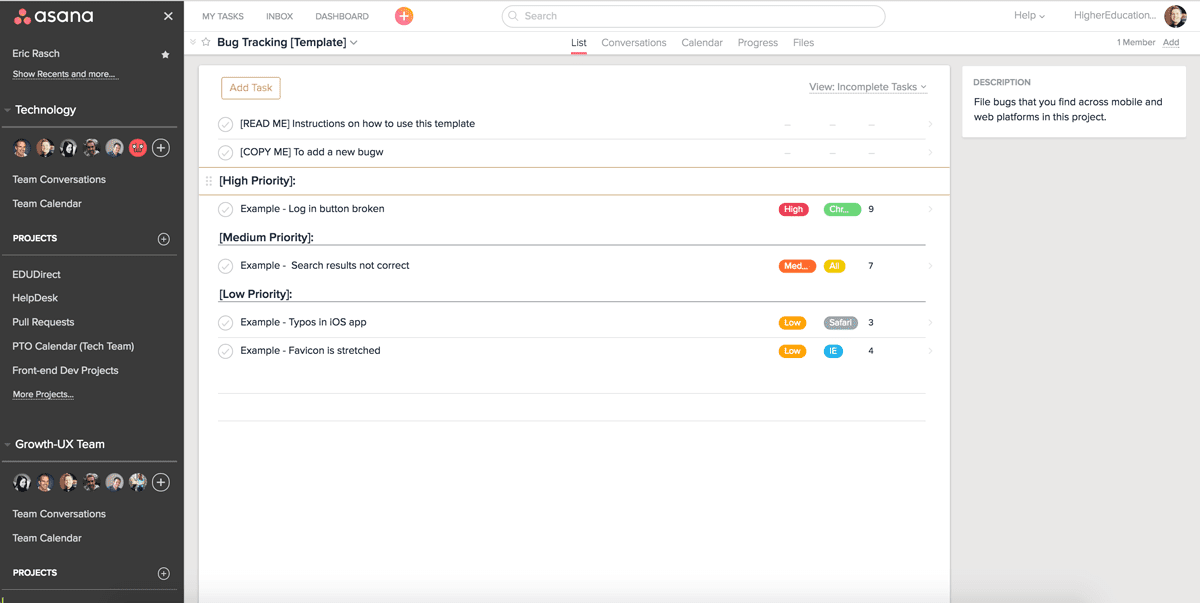 asana
MY TASKS INBOX DASHBOARD
Search
Help HigherEducation...
Eric Rasch
Show Recents and more...
Bug Tracking [Template]
List Conversations Calendar Progress Files
1 Member Add
Technology
Team Conversations
Team Calendar
PROJECTS
EDUDirect
HelpDesk
Pull Requests
PTO Calendar (Tech Team)
Front-end Dev Projects
More Projects...
Growth-UX Team
Team Conversations
Team Calendar
PROJECTS
Add Task
View: Incomplete Tasks
[READ ME] Instructions on how to use this template
[COPY ME] To add a new bugw
[High Priority]:
Example - Log in button broken High Chr... 9
[Medium Priority]:
Example - Search results not correct Med... All 7
[Low Priority]:
Example - Typos in iOS app Low Safari 3
Example - Favicon is stretched Low IE 4
DESCRIPTION
File bugs that you find across mobile and
web platforms in this project.